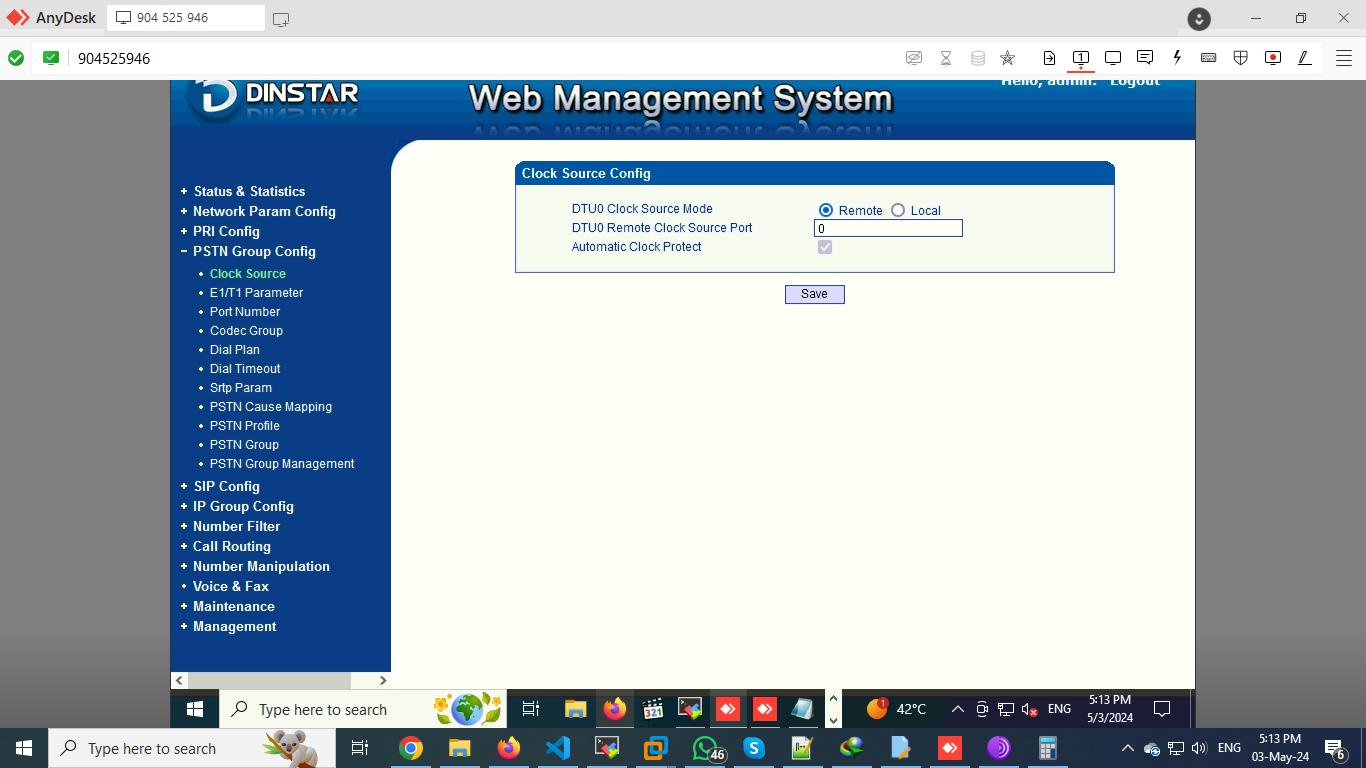 AnyDesk
904 525 946
904525946
1
DINSTAR
Web Management System
Hello, admin! Logout
Status & Statistics
Network Param Config
PRI Config
PSTN Group Config
Clock Source
E1/T1 Parameter
Port Number
Codec Group
Dial Plan
Dial Timeout
Srtp Param
PSTN Cause Mapping
PSTN Profile
PSTN Group
PSTN Group Management
SIP Config
IP Group Config
Number Filter
Call Routing
Number Manipulation
Voice & Fax
Maintenance
Management
Clock Source Config
DTU0 Clock Source Mode Remote Local
DTU0 Remote Clock Source Port 0
Automatic Clock Protect
Save
Type here to search
321
1
42°C
ENG
5:13 PM
5/3/2024
Type here to search
46
ENG
5:13 PM
03-May-24
6